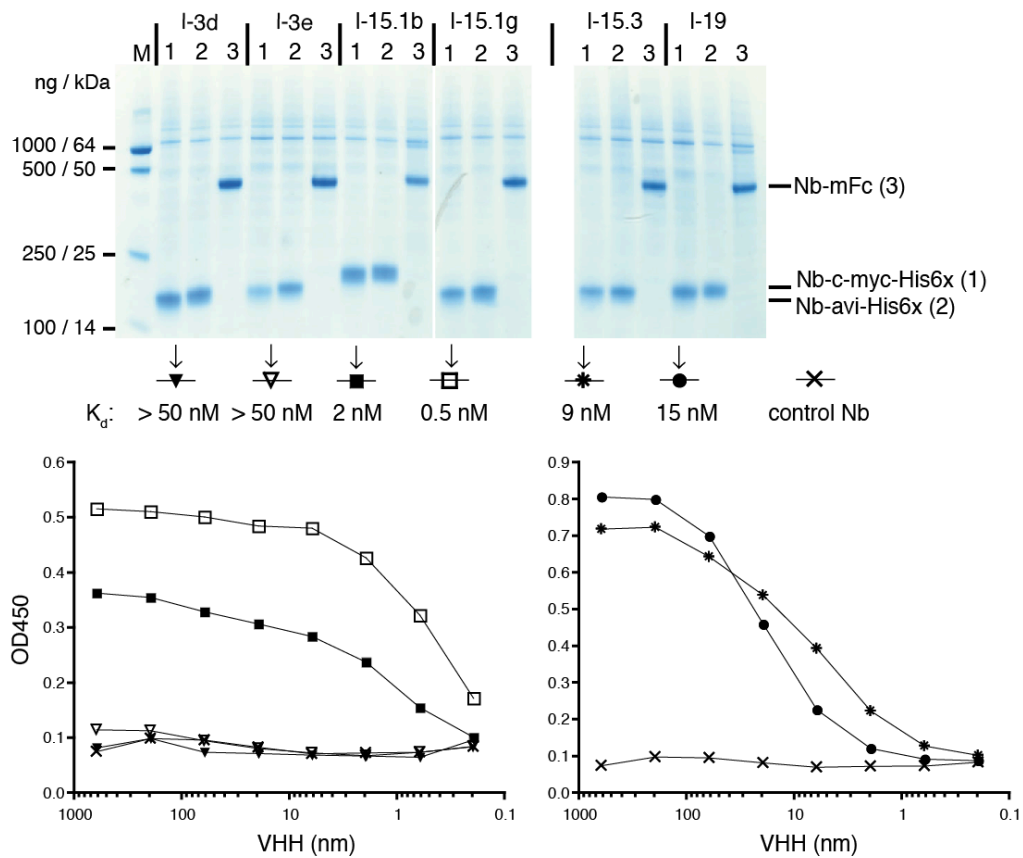 l-3d l-3e l-15.1b l-15.1g l-15.3 l-19
M 1 2 3 1 2 3 1 2 3 1 2 3 1 2 3 1 2 3
ng / kDa
1000 / 64
500 / 50
250 / 25
100 / 14
Nb-mFc (3)
Nb-c-myc-His6x (1)
Nb-avi-His6x (2)
Kd: > 50 nM > 50 nM 2 nM 0.5 nM 9 nM 15 nM control Nb
OD450
0.6
0.5
0.4
0.3
0.2
0.1
0.0
1000 100 10 1 0.1
VHH (nm)
0.9
0.8
0.7
0.6
0.5
0.4
0.3
0.2
0.1
0.0
1000 100 10 1 0.1
VHH (nm)